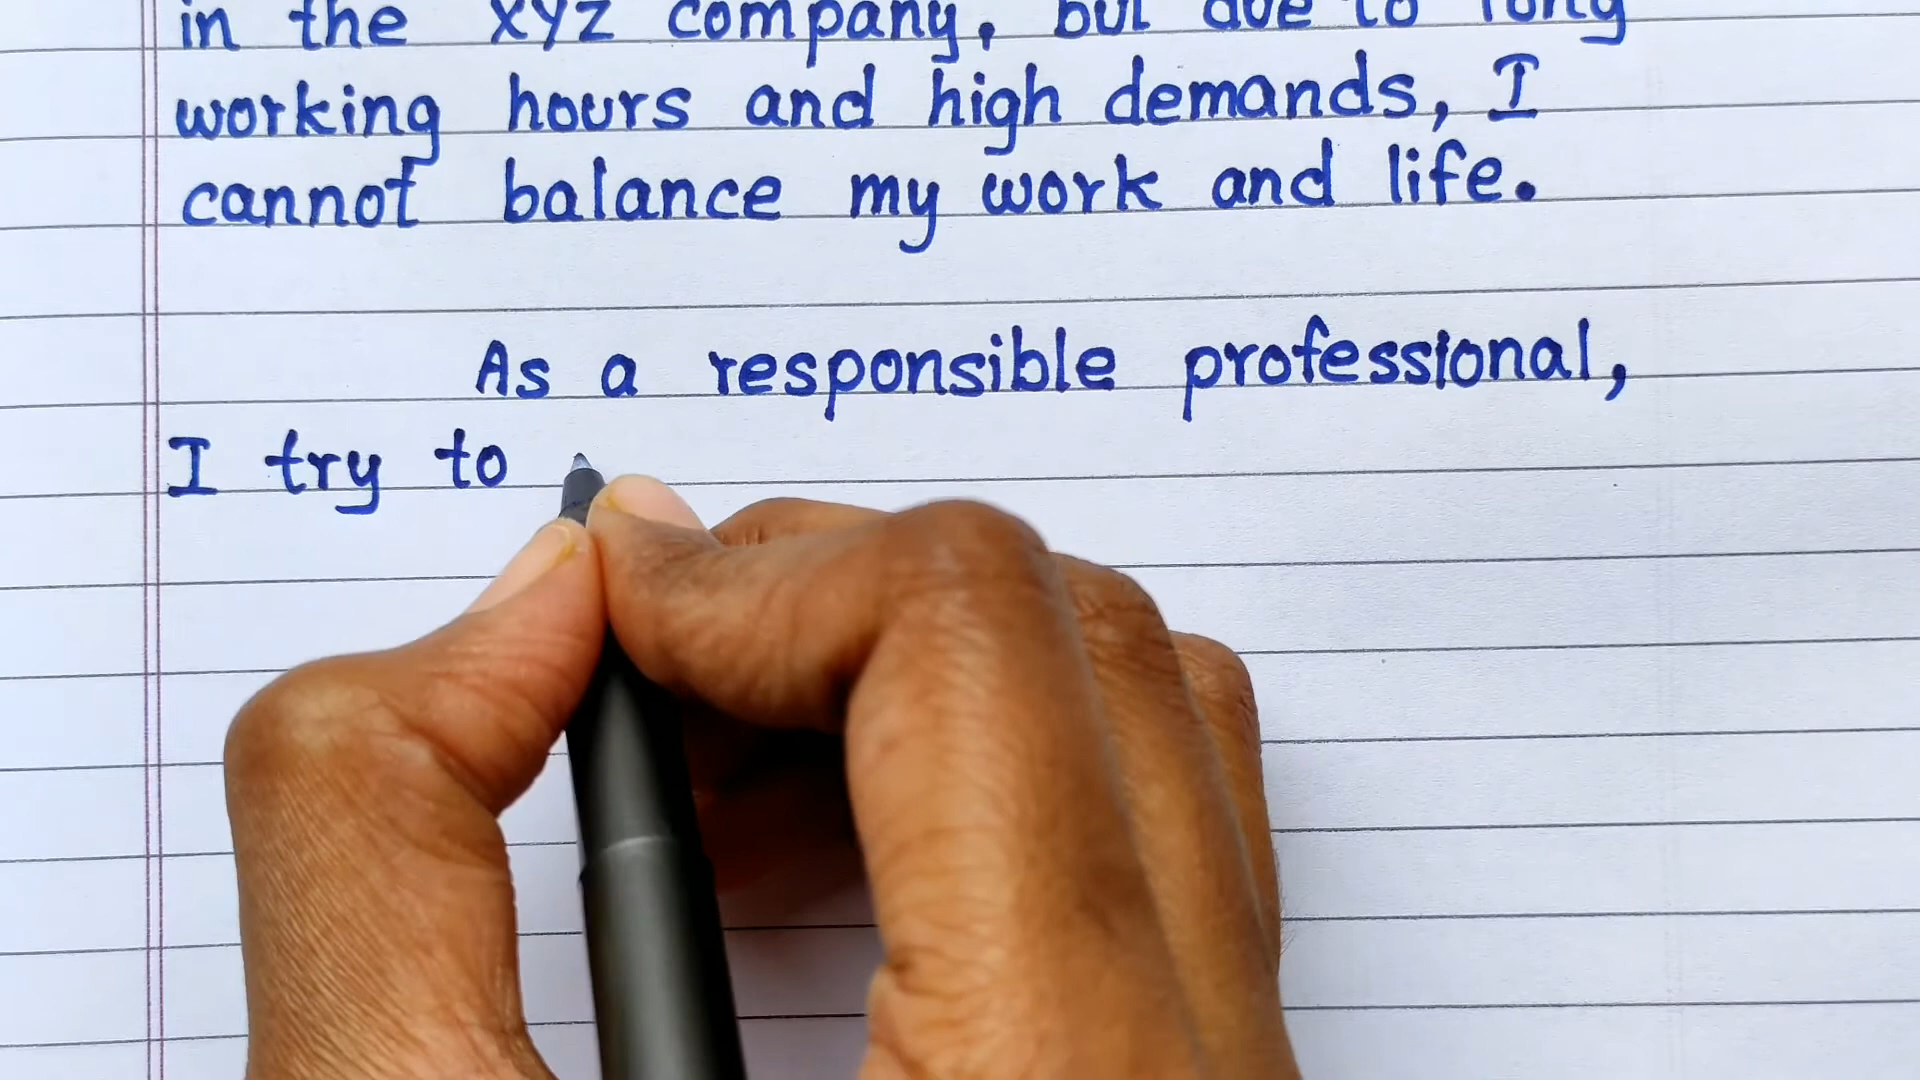 in the XYZ company, but due to long
working hours and high demands, I
cannot balance my work and life.
As a responsible professional,
I try to